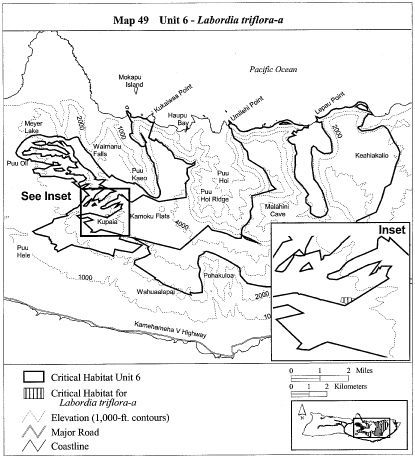 Map 49 Unit 6 - Labordia triflora-a
Pacific Ocean
Mokapu
Island
Kukaiwaa Point
Haupu
Bay
Umilehi Point
Lepau Point
Meyer
Lake
2000
1000
2000
Waimanu
Falls
Keahiakalio
Puu Oli
Puu
Kaeo
Puu
Hoi
Puu
Hoi Ridge
See Inset
Malahini
Cave
Kupaia
Kamoku Flats
4000
Inset
Puu
Hele
1000
Pohakuloa
Wahuaalapai
2000
Kamehameha V Highway
Critical Habitat Unit 6
Critical Habitat for
Labordia triflora-a
Elevation (1,000-ft. contours)
Major Road
Coastline
0 1 2 Miles
0 1 2 Kilometers
N